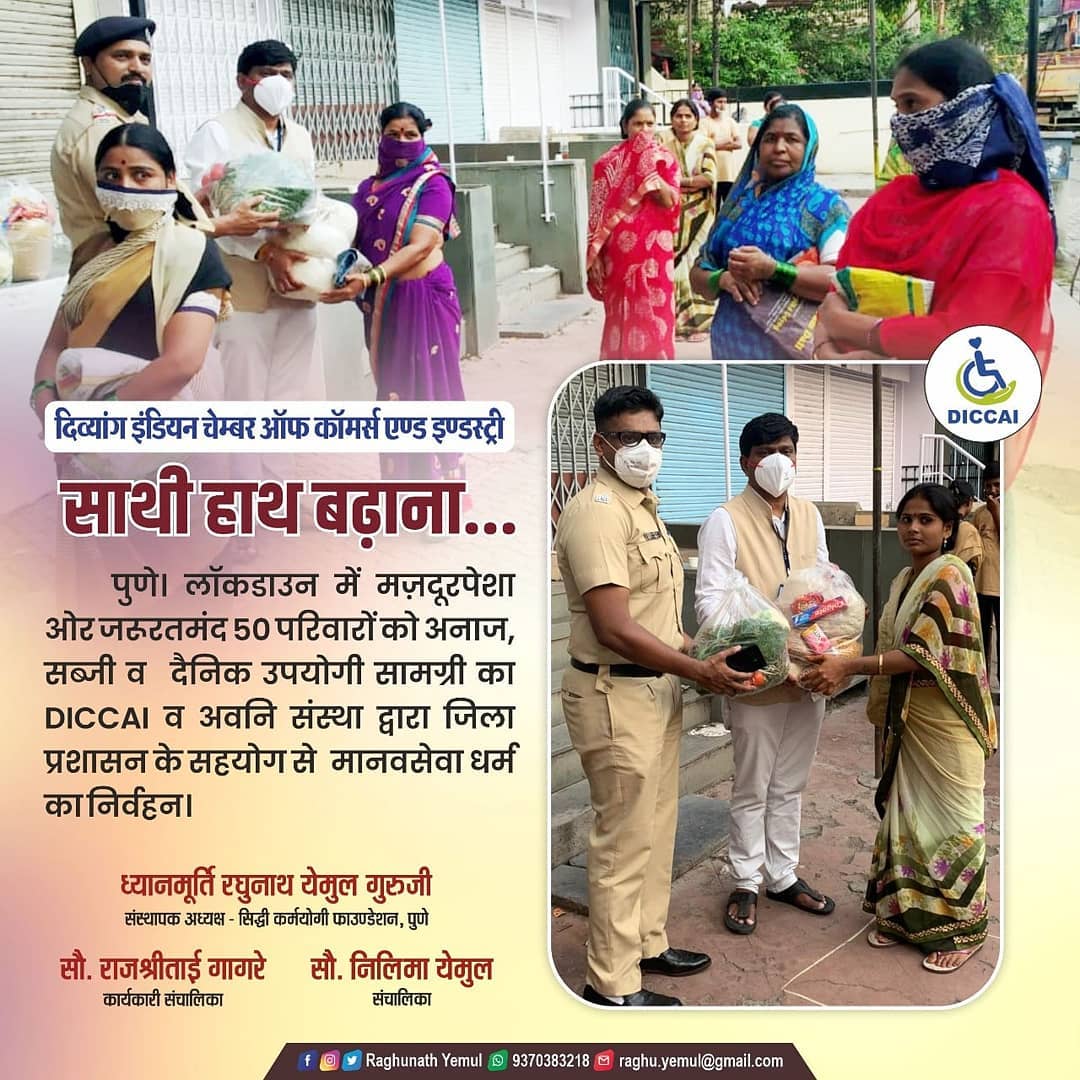 दिव्यांग इंडियन चेम्बर ऑफ कॉमर्स एण्ड इण्डस्ट्री
DICCAI
साथी हाथ बढ़ाना...
पुणे। लॉकडाउन में मज़दूरपेशा
ओर जरूरतमंद 50 परिवारों को अनाज,
सब्जी व दैनिक उपयोगी सामग्री का
DICCAI व अवनि संस्था द्वारा जिला
प्रशासन के सहयोग से मानवसेवा धर्म
का निर्वहन।
ध्यानमूर्ति रघुनाथ येमुल गुरुजी
संस्थापक अध्यक्ष - सिद्धी कर्मयोगी फाउण्डेशन, पुणे
सौ. राजश्रीताई गागरे
कार्यकारी संचालिका
सौ. निलिमा येमुल
संचालिका
Raghunath Yemul 9370383218 raghu.yemul@gmail.com